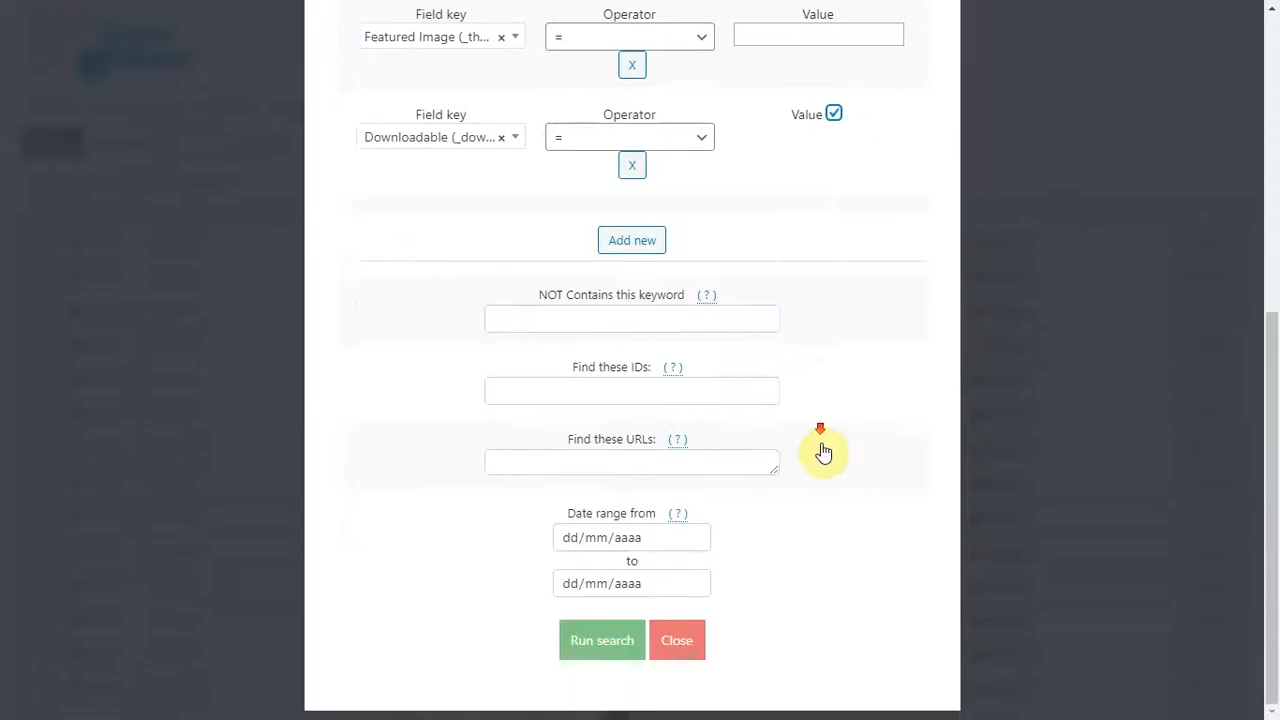 Field key Operator Value
Featured Image (_th... × =
X
Field key Operator Value
Downloadable (_dow... × =
X
Add new
NOT Contains this keyword (?)
Find these IDs: (?)
Find these URLs: (?)
Date range from (?)
dd/mm/aaaa
to
dd/mm/aaaa
Run search Close